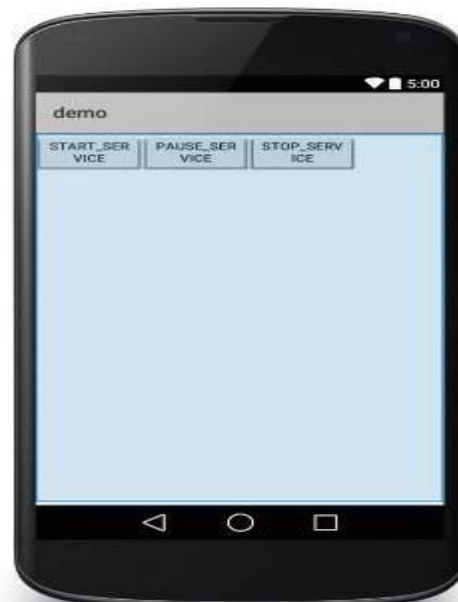 5:00
demo
START_SER
VICE
PAUSE_SER
VICE
STOP_SERV
ICE